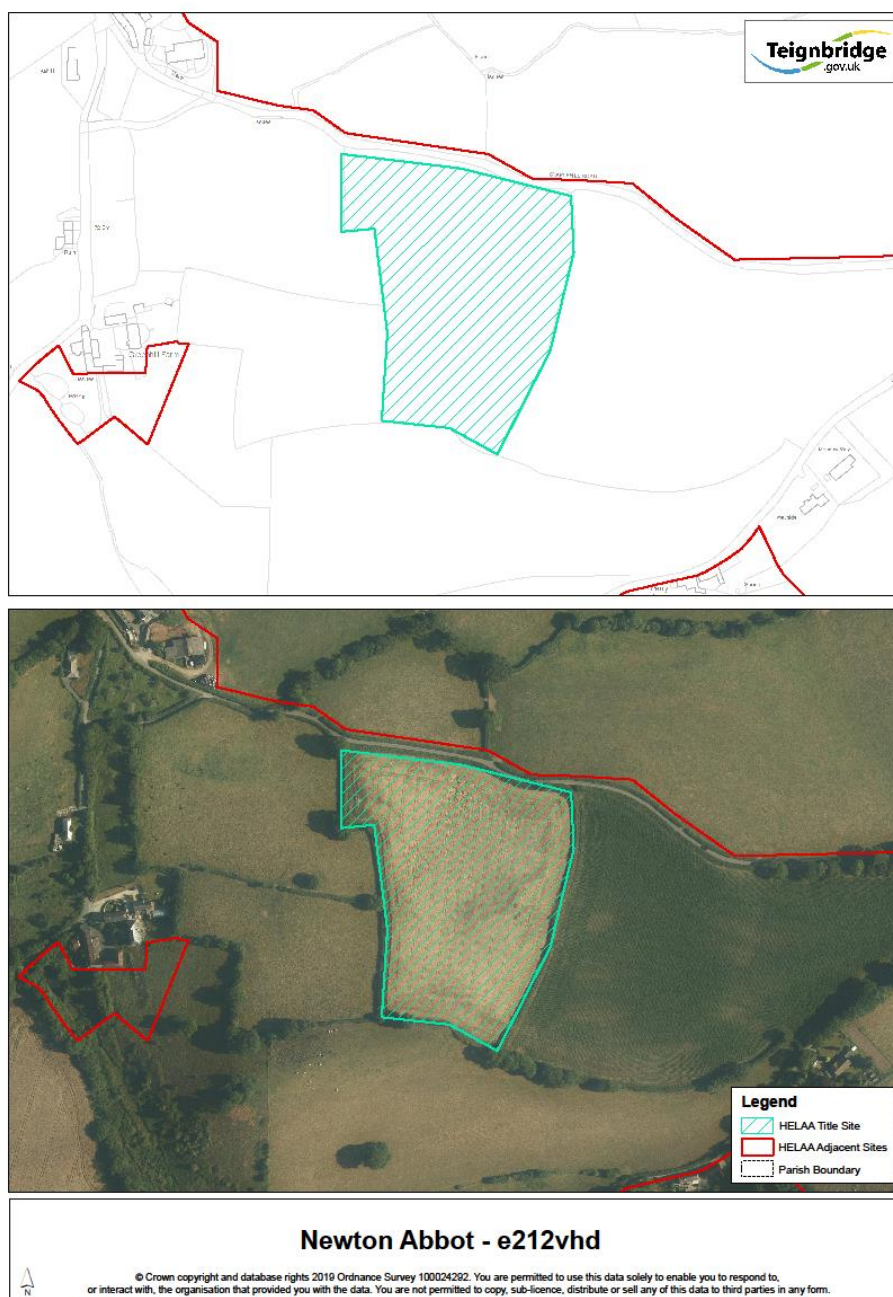 Teignbridge
.gov.uk
Legend
HELAA Title Site
HELAA Adjacent Sites
Parish Boundary
Newton Abbot - e212vhd
N
© Crown copyright and database rights 2019 Ordnance Survey 100024292. You are permitted to use this data solely to enable you to respond to,
or interact with, the organisation that provided you with the data. You are not permitted to copy, sub-licence, distribute or sell any of this data to third parties in any form.